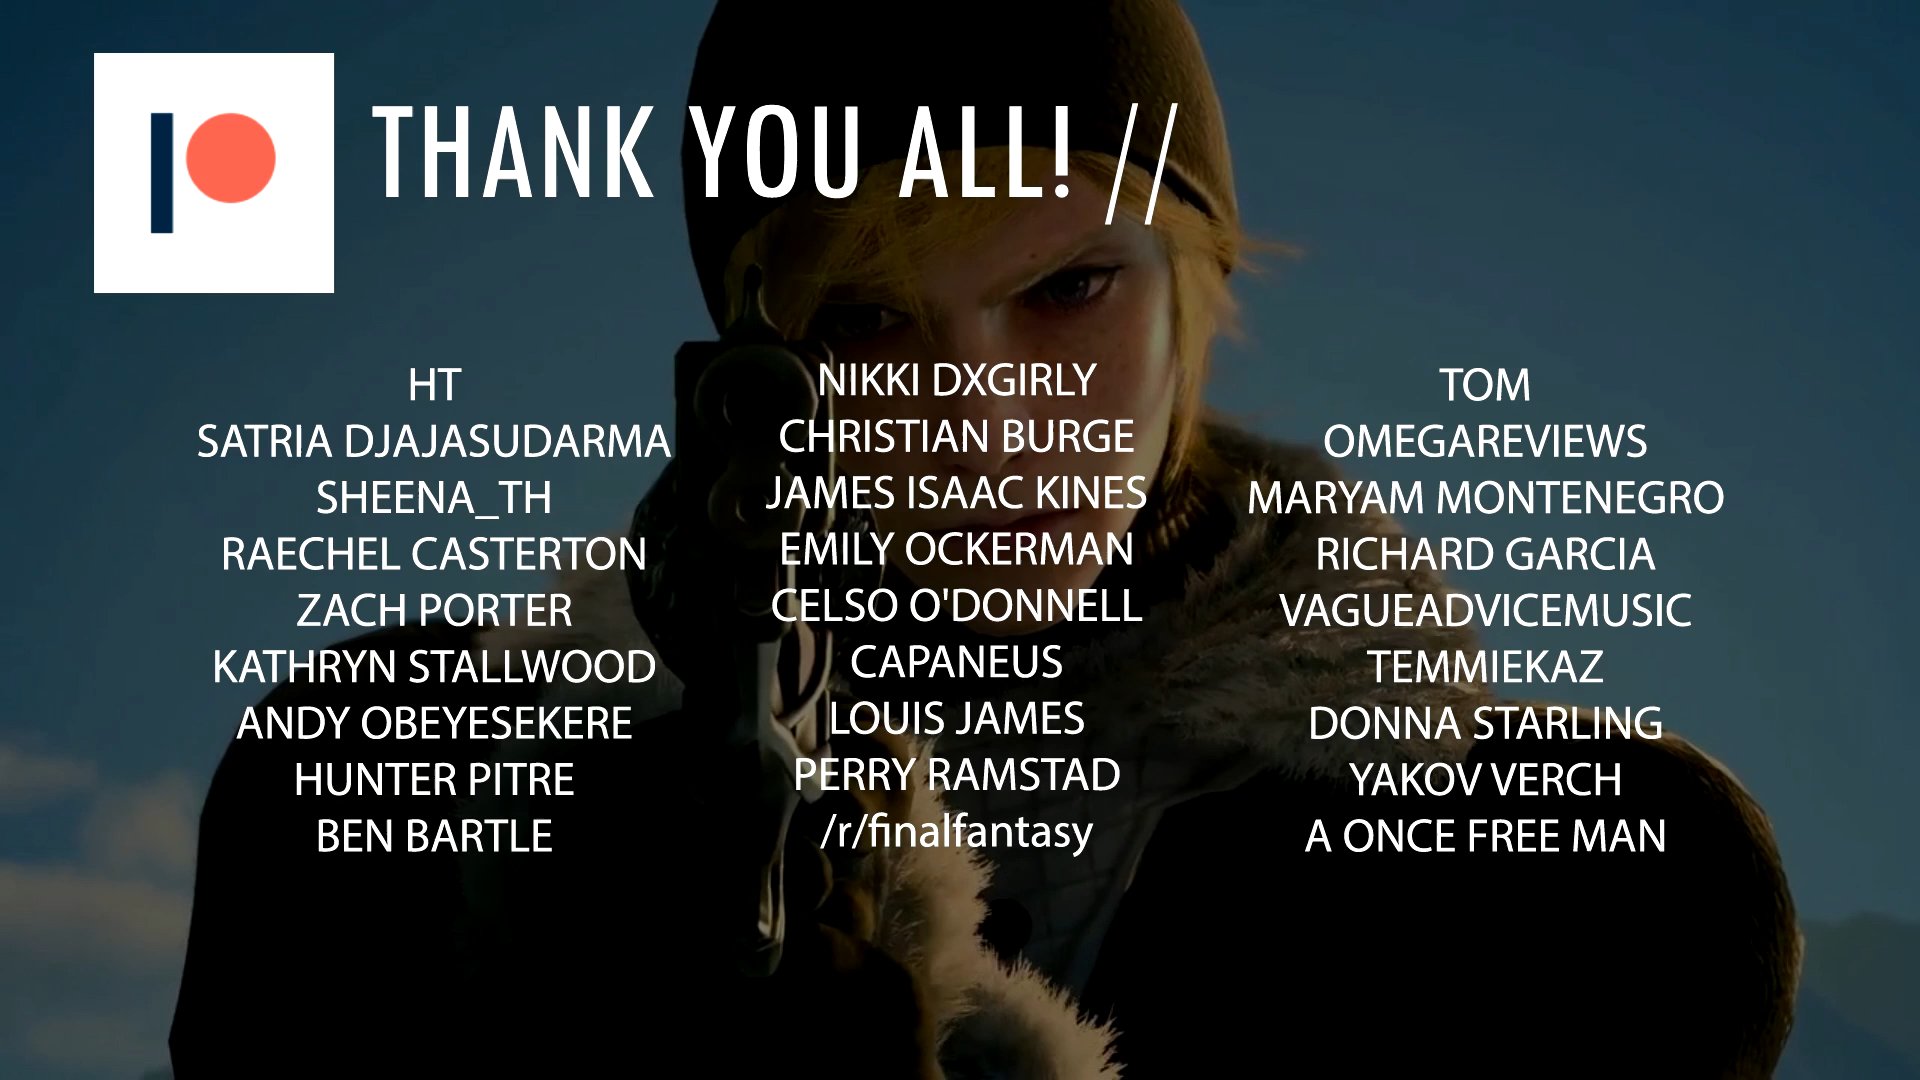 THANK YOU ALL! //
HT
SATRIA DJAJASUDARMA
SHEENA_TH
RAECHEL CASTERTON
ZACH PORTER
KATHRYN STALLWOOD
ANDY OBEYESEKERE
HUNTER PITRE
BEN BARTLE
NIKKI DXGIRLY
CHRISTIAN BURGE
JAMES ISAAC KINES
EMILY OCKERMAN
CELSO O'DONNELL
CAPANEUS
LOUIS JAMES
PERRY RAMSTAD
/r/finalfantasy
TOM
OMEGAREVIEWS
MARYAM MONTENEGRO
RICHARD GARCIA
VAGUEADVICEMUSIC
TEMMIEKAZ
DONNA STARLING
YAKOV VERCH
A ONCE FREE MAN